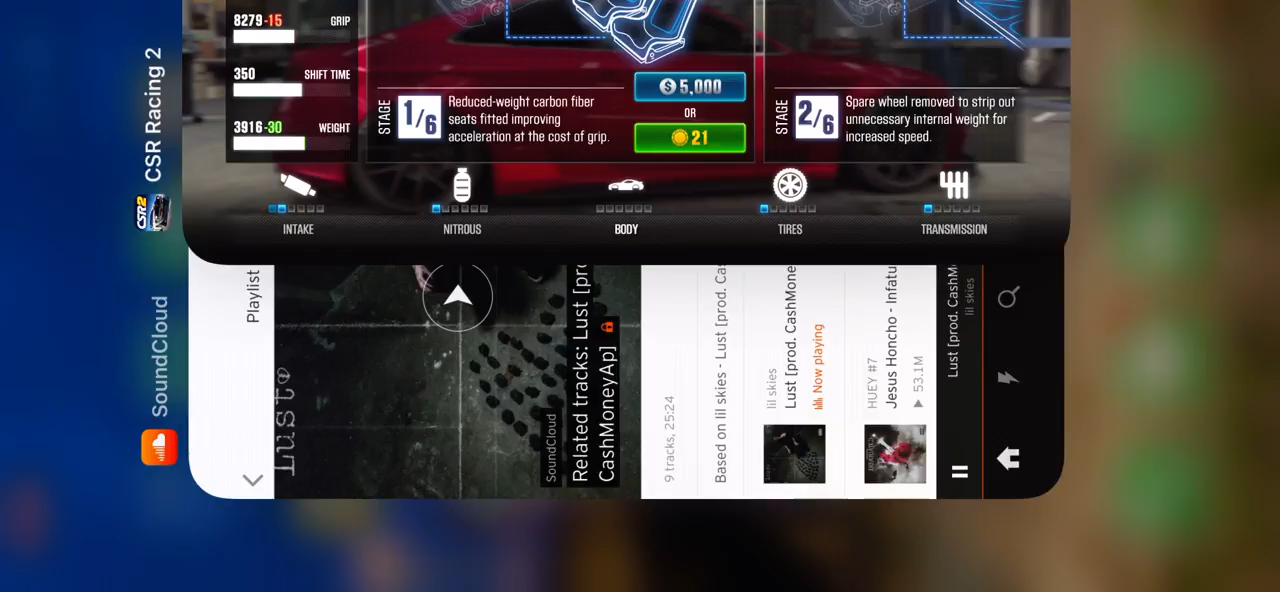 CSR Racing 2
CSR2
8279-15 GRIP
350 SHIFT TIME
3916-30 WEIGHT
STAGE
1/6
Reduced-weight carbon fiber
seats fitted improving
acceleration at the cost of grip.
$ 5,000
OR
21
STAGE
2/6
Spare wheel removed to strip out
unnecessary internal weight for
increased speed.
INTAKE
NITROUS
BODY
TIRES
TRANSMISSION
SoundCloud
Playlist
Lust
SoundCloud
Related tracks: Lust [pro
CashMoneyAp]
9 tracks, 25:24
Based on lil skies - Lust [prod. Cas
lil skies
Lust [prod. CashMone
Now playing
HUEY #7
Jesus Honcho - Infatu
53.1M
Lust [prod. CashM
lil skies